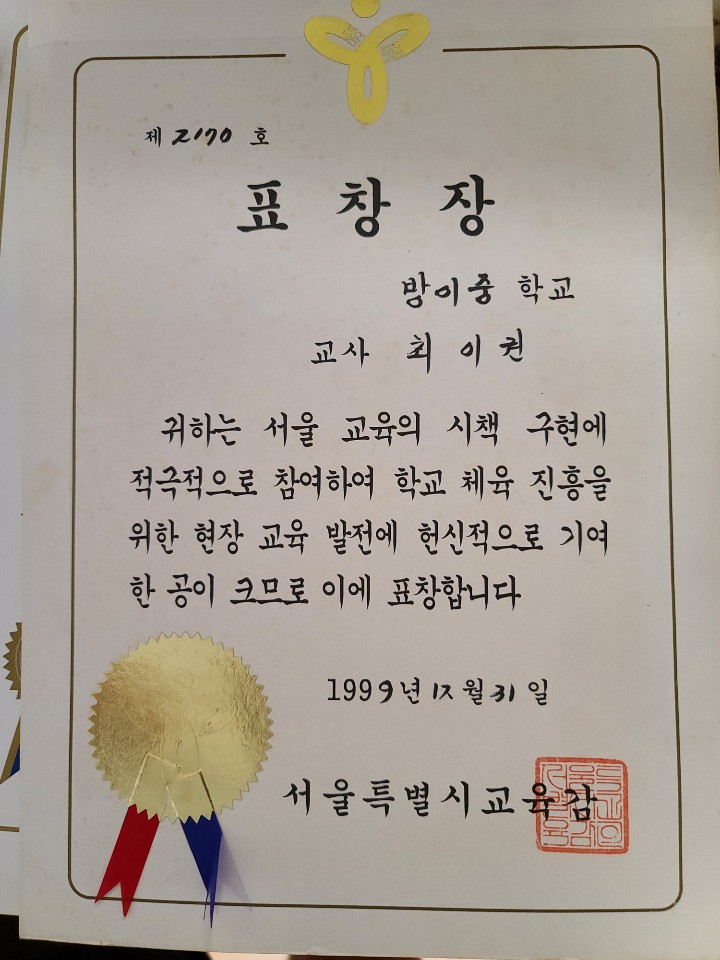 제 2170 호
표 창 장
방이중 학교
교사 최 이 권
귀하는 서울 교육의 시책 구현에
적극적으로 참여하여 학교 체육 진흥을
위한 현장 교육 발전에 헌신적으로 기여
한 공이 크므로 이에 표창합니다
1999년 12월 31일
서울특별시교육감